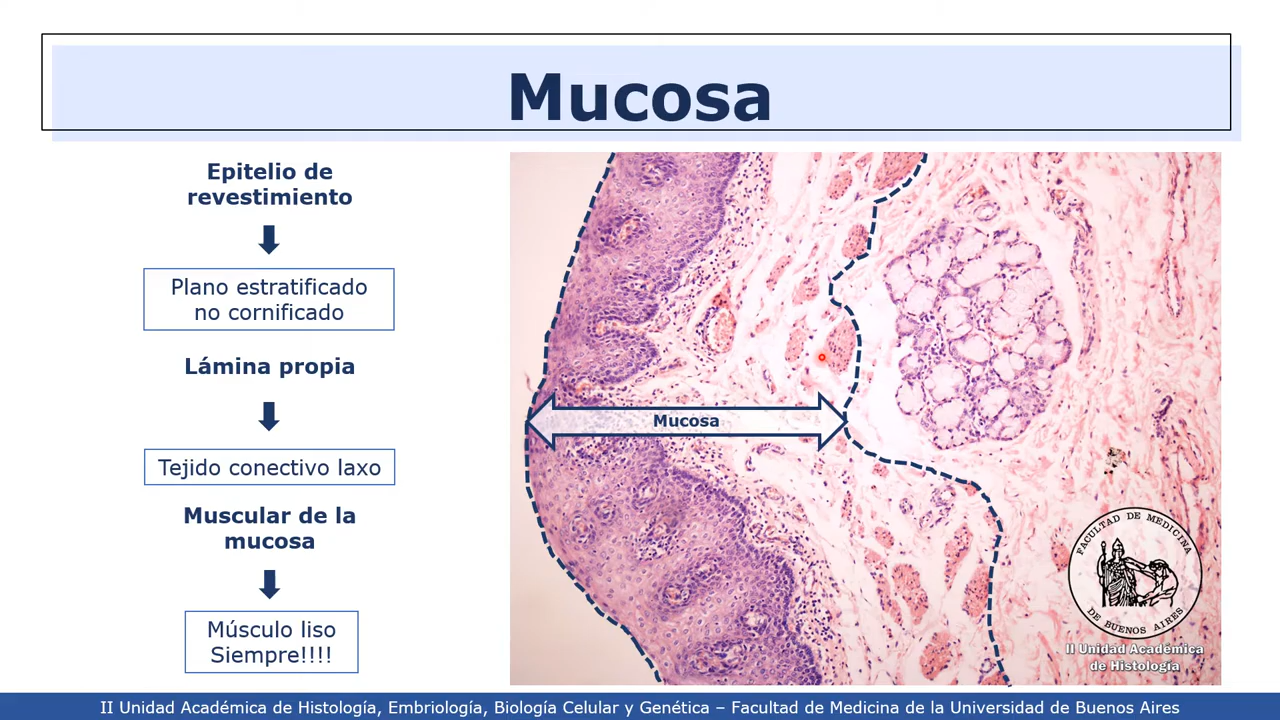 Mucosa
Epitelio de
revestimiento
Plano estratificado
no cornificado
Lámina propia
Tejido conectivo laxo
Muscular de la
mucosa
Músculo liso
Siempre!!!!
Mucosa
FACULTAD DE MEDICINA
DE BUENOS AIRES
II Unidad Académica
de Histología
II Unidad Académica de Histología, Embriología, Biología Celular y Genética – Facultad de Medicina de la Universidad de Buenos Aires